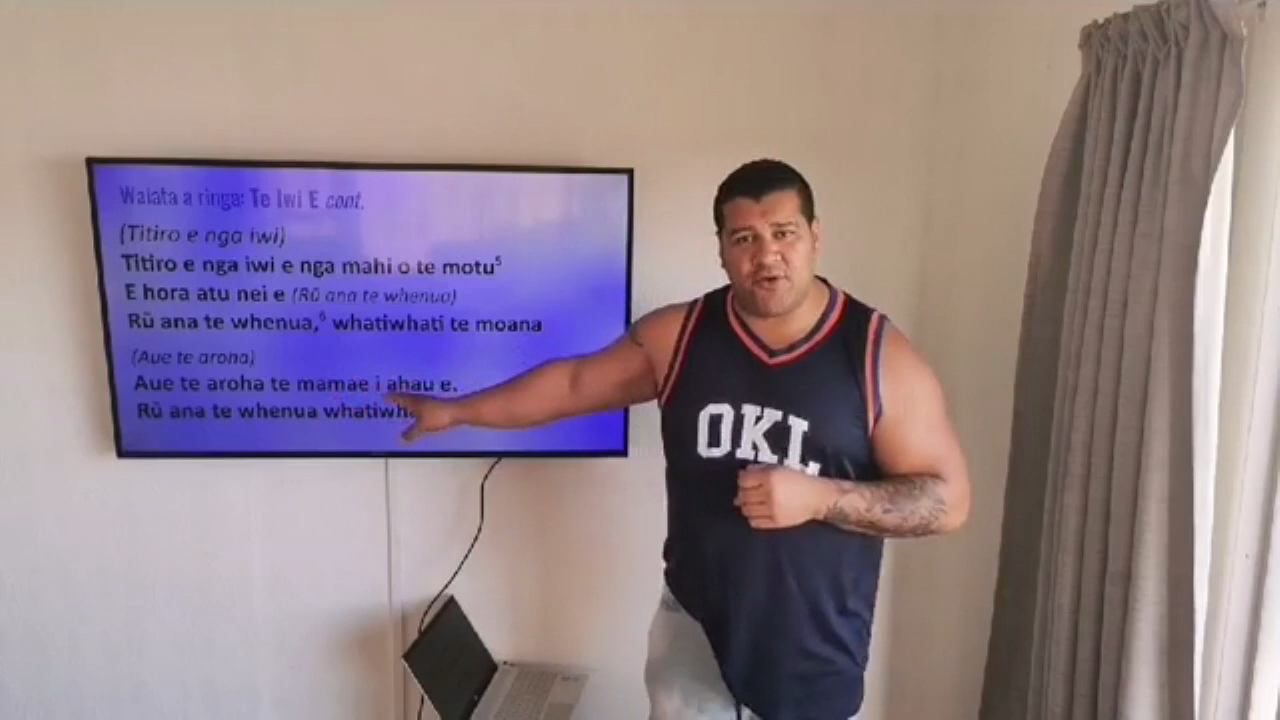 Waiata a ringa: Te Iwi E cont.
(Titiro e nga iwi)
Titiro e nga iwi e nga mahi o te motu⁵
E hora atu nei e (Rū ana te whenua)
Rū ana te whenua,⁶ whatiwhati te moana
(Aue te aroha)
Aue te aroha te mamae i ahau e.
Rū ana te whenua
OKL